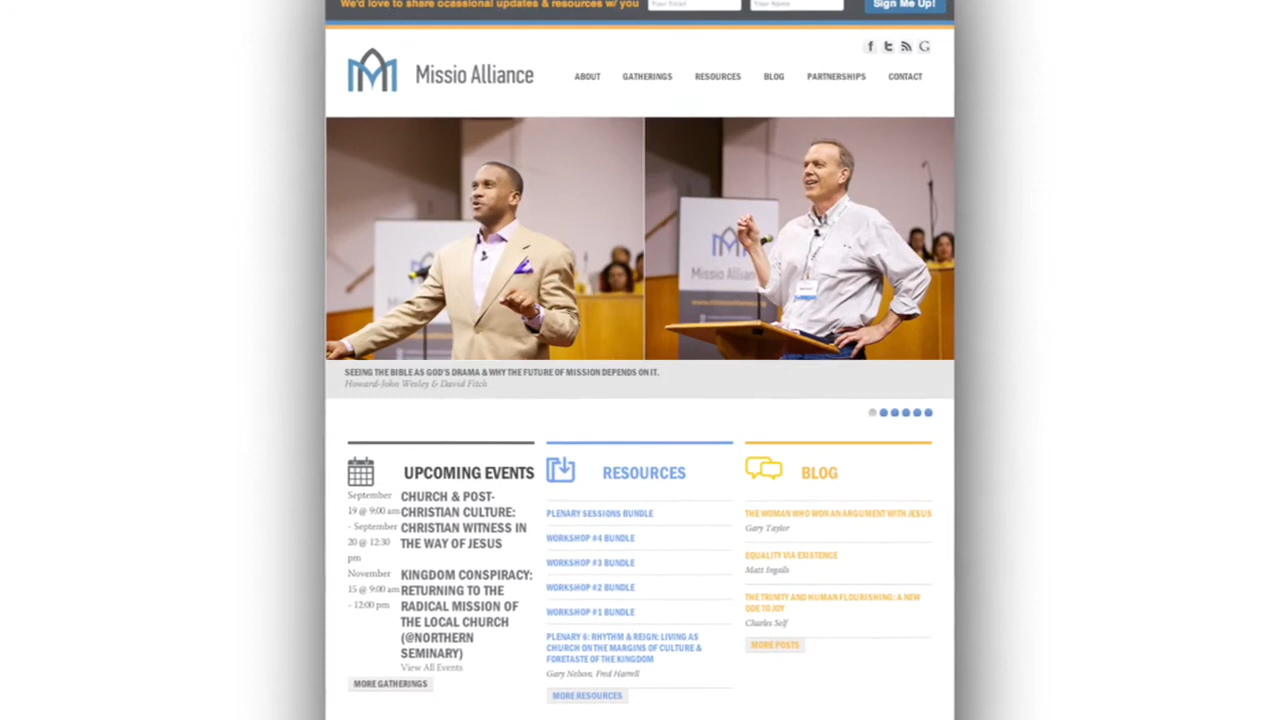 We'd love to share ocassional updates & resources w/ you
Your Email
Your Name
Sign Me Up!
Missio Alliance
ABOUT
GATHERINGS
RESOURCES
BLOG
PARTNERSHIPS
CONTACT
Missio Alliance
SEEING THE BIBLE AS GOD'S DRAMA & WHY THE FUTURE OF MISSION DEPENDS ON IT.
Howard-John Wesley & David Fitch
UPCOMING EVENTS
September
19 @ 9:00 am
- September
20 @ 12:30
pm
CHURCH & POST-
CHRISTIAN CULTURE:
CHRISTIAN WITNESS IN
THE WAY OF JESUS
November
15 @ 9:00 am
- 12:00 pm
KINGDOM CONSPIRACY:
RETURNING TO THE
RADICAL MISSION OF
THE LOCAL CHURCH
(@NORTHERN
SEMINARY)
View All Events
MORE GATHERINGS
RESOURCES
PLENARY SESSIONS BUNDLE
WORKSHOP #4 BUNDLE
WORKSHOP #3 BUNDLE
WORKSHOP #2 BUNDLE
WORKSHOP #1 BUNDLE
PLENARY 6: RHYTHM & REIGN: LIVING AS
CHURCH ON THE MARGINS OF CULTURE &
FORETASTE OF THE KINGDOM
Gary Nelson, Fred Harrell
MORE RESOURCES
BLOG
THE WOMAN WHO WON AN ARGUMENT WITH JESUS
Gary Taylor
EQUALITY VIA EXISTENCE
Matt Ingalls
THE TRINITY AND HUMAN FLOURISHING: A NEW
ODE TO JOY
Charles Self
MORE POSTS